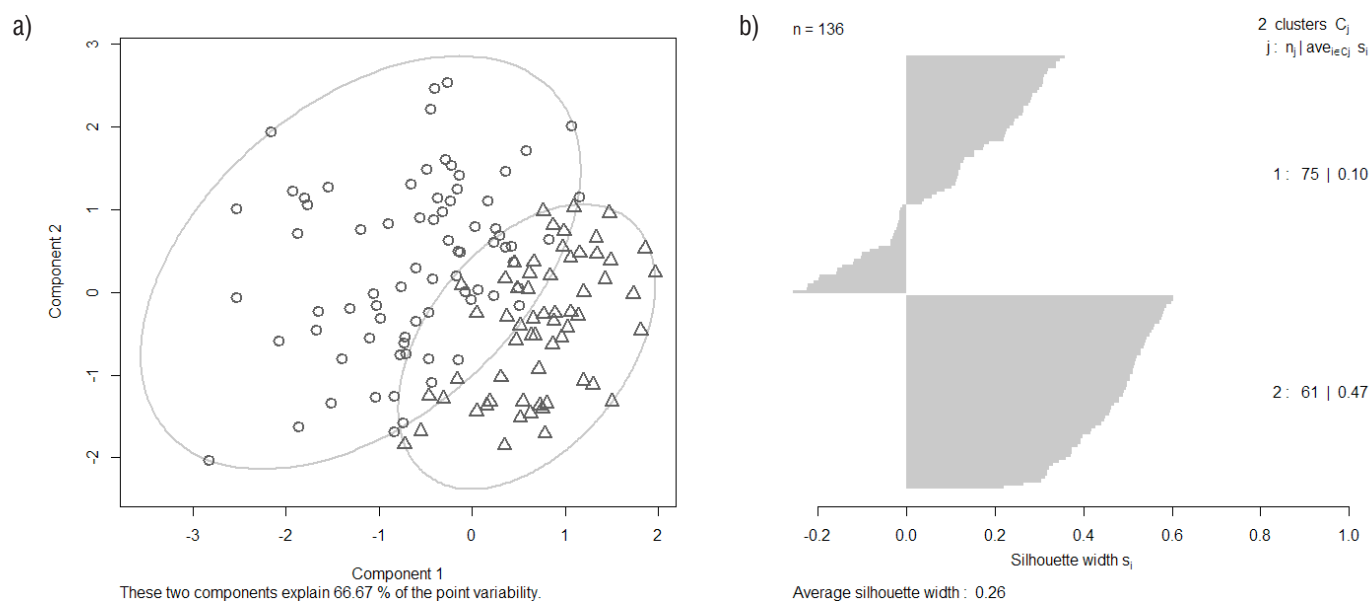 a)
3
2
1
0
-1
-2
Component 2
-3 -2 -1 0 1 2
Component 1
These two components explain 66.67 % of the point variability.
b)
n = 136
2 clusters Cj
j : nj | avei∈Cj si
1 : 75 | 0.10
2 : 61 | 0.47
-0.2 0.0 0.2 0.4 0.6 0.8 1.0
Silhouette width si
Average silhouette width : 0.26